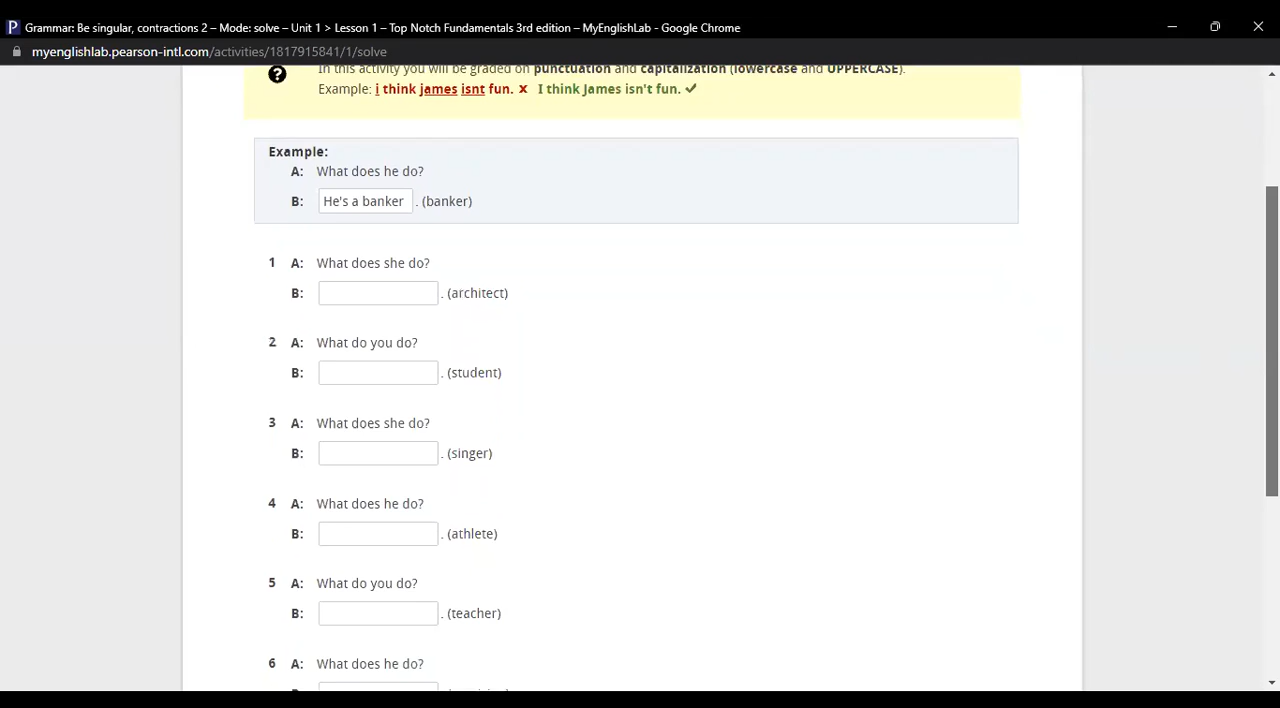 Grammar: Be singular, contractions 2 – Mode: solve – Unit 1 > Lesson 1 – Top Notch Fundamentals 3rd edition – MyEnglishLab - Google Chrome
myenglishlab.pearson-intl.com/activities/1817915841/1/solve
In this activity you will be graded on punctuation and capitalization (lowercase and UPPERCASE).
Example: i think james isnt fun. ✗ I think James isn't fun. ✓
Example:
A: What does he do?
B: He's a banker . (banker)
1 A: What does she do?
B: . (architect)
2 A: What do you do?
B: . (student)
3 A: What does she do?
B: . (singer)
4 A: What does he do?
B: . (athlete)
5 A: What do you do?
B: . (teacher)
6 A: What does he do?